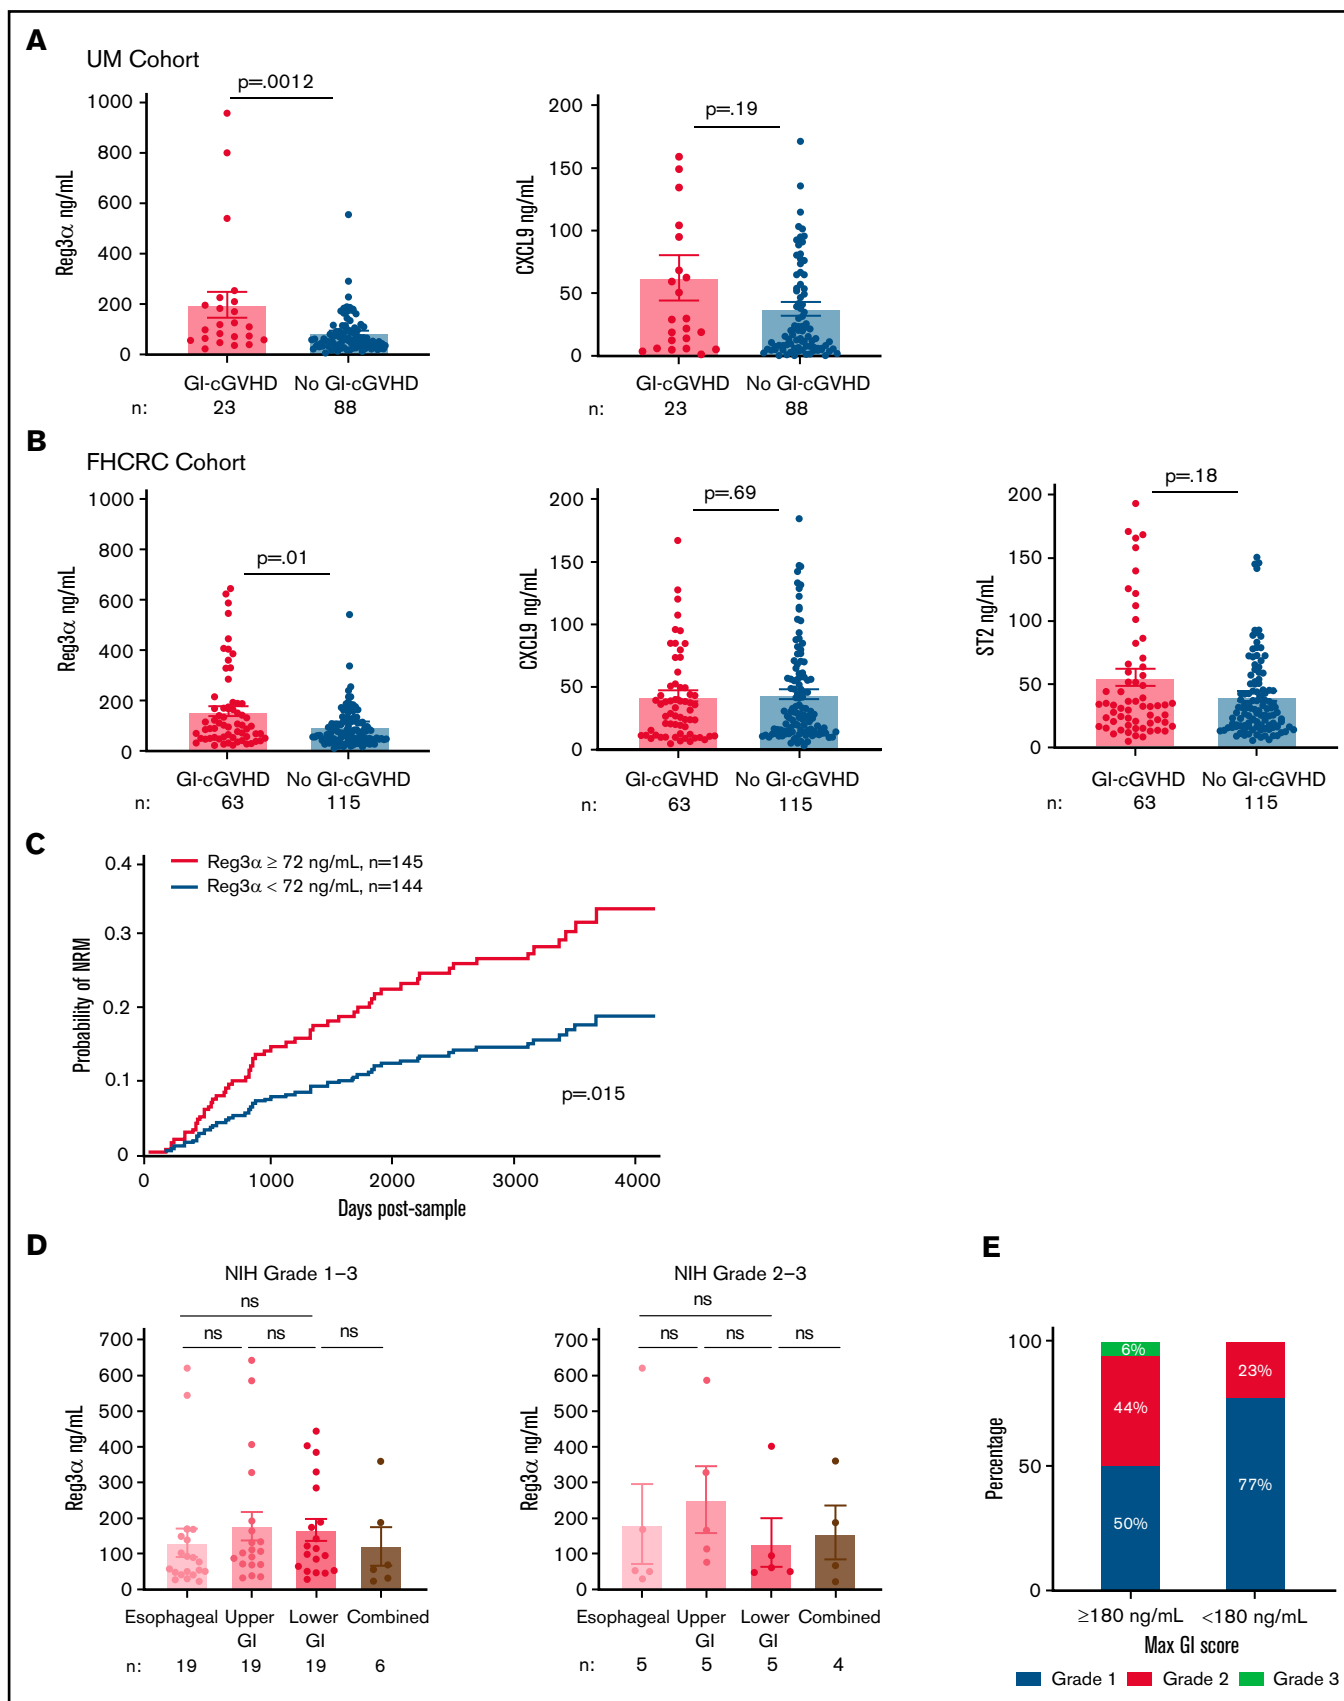 A
UM Cohort
p=.0012
Reg3α ng/mL
1000
800
600
400
200
0
GI-cGVHD No GI-cGVHD
n: 23 88
p=.19
CXCL9 ng/mL
200
150
100
50
0
GI-cGVHD No GI-cGVHD
n: 23 88
B
FHCRC Cohort
p=.01
Reg3α ng/mL
1000
800
600
400
200
0
GI-cGVHD No GI-cGVHD
n: 63 115
p=.69
CXCL9 ng/mL
200
150
100
50
0
GI-cGVHD No GI-cGVHD
n: 63 115
p=.18
ST2 ng/mL
200
150
100
50
0
GI-cGVHD No GI-cGVHD
n: 63 115
C
Reg3α ≥ 72 ng/mL, n=145
Reg3α < 72 ng/mL, n=144
Probability of NRM
0.4
0.3
0.2
0.1
0
p=.015
0 1000 2000 3000 4000
Days post-sample
D
NIH Grade 1–3
ns
ns ns ns
Reg3α ng/mL
700
600
500
400
300
200
100
0
Esophageal Upper Lower Combined
GI GI
n: 19 19 19 6
NIH Grade 2–3
ns
ns ns ns
Reg3α ng/mL
700
600
500
400
300
200
100
0
Esophageal Upper Lower Combined
GI GI
n: 5 5 5 4
E
Percentage
100
50
0
6%
44%
50%
23%
77%
≥180 ng/mL <180 ng/mL
Max GI score
Grade 1 Grade 2 Grade 3